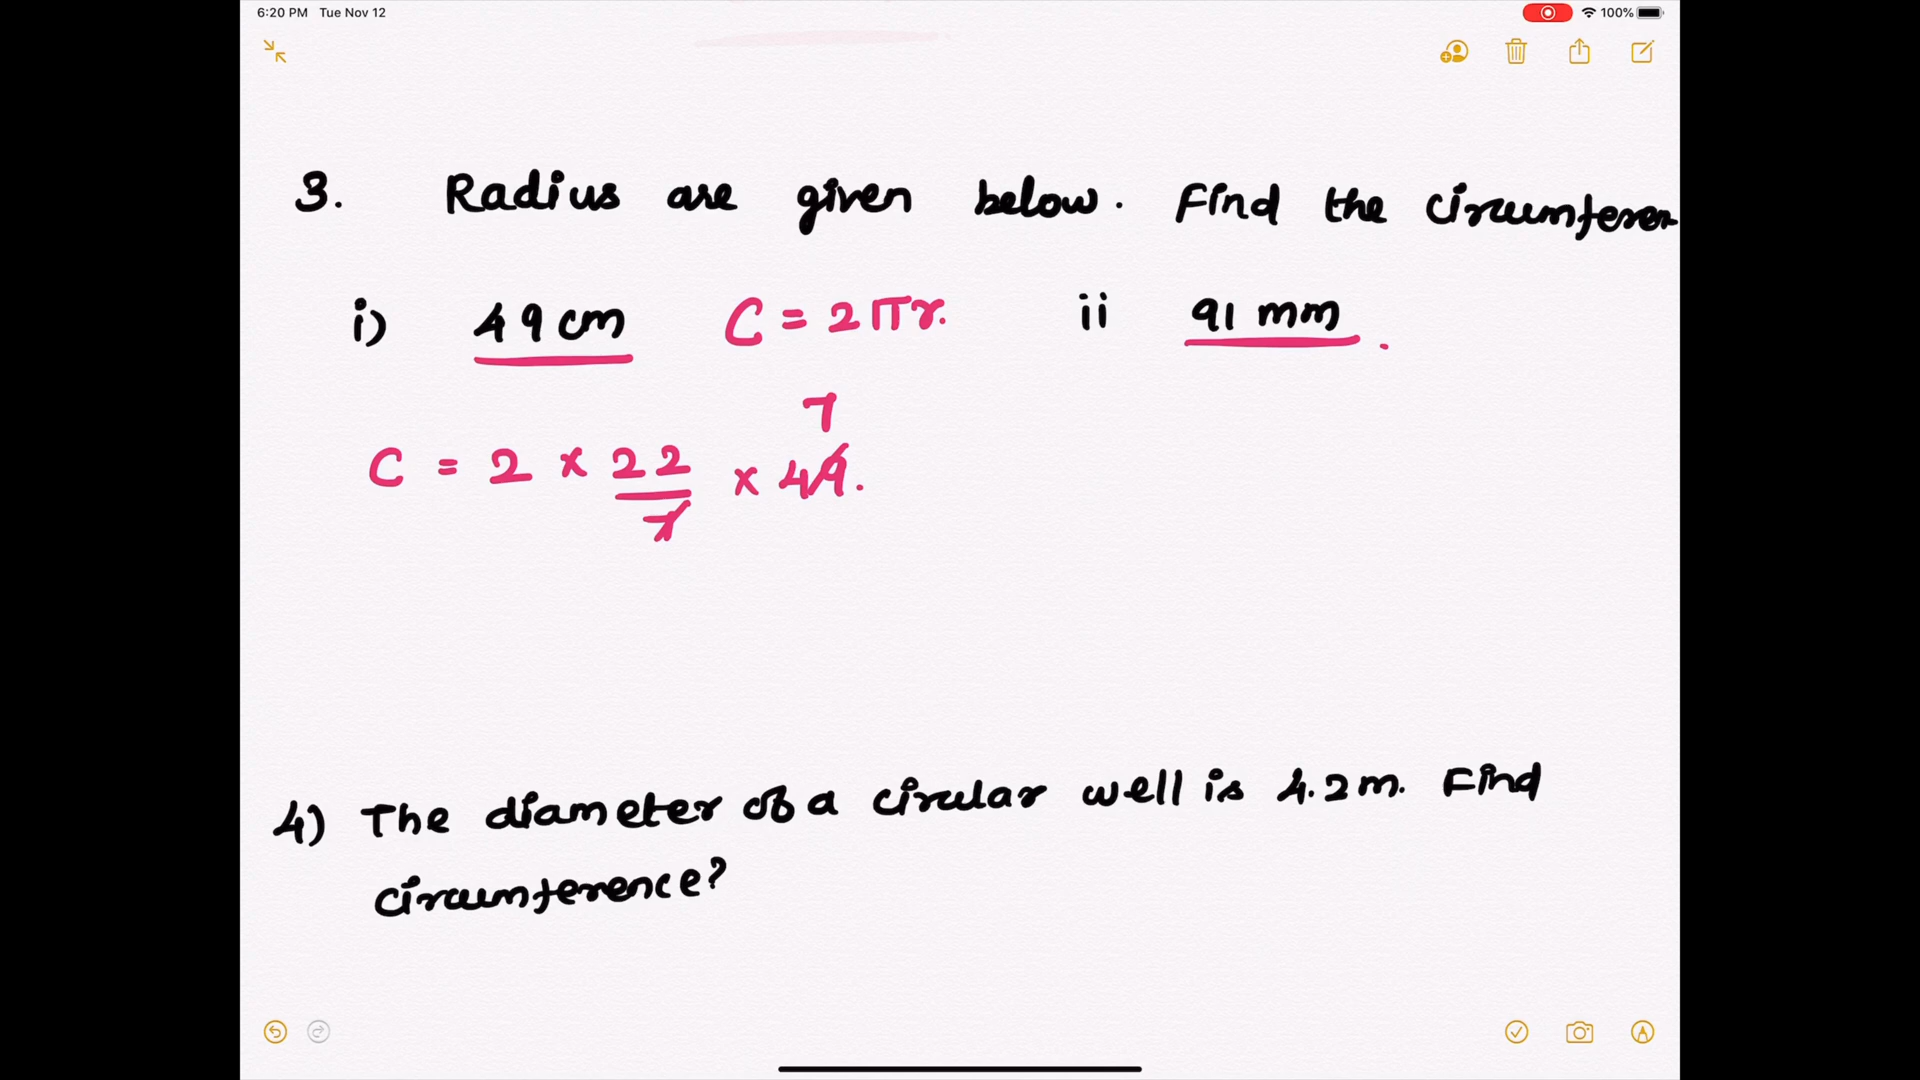 6:20 PM Tue Nov 12
100%
3. Radius are given below. Find the circumferen
i) 49 cm C = 2πr. ii 91 mm.
7
C = 2 x 22/7 x 49.
4) The diameter of a circular well is 4.2m. Find
circumference?